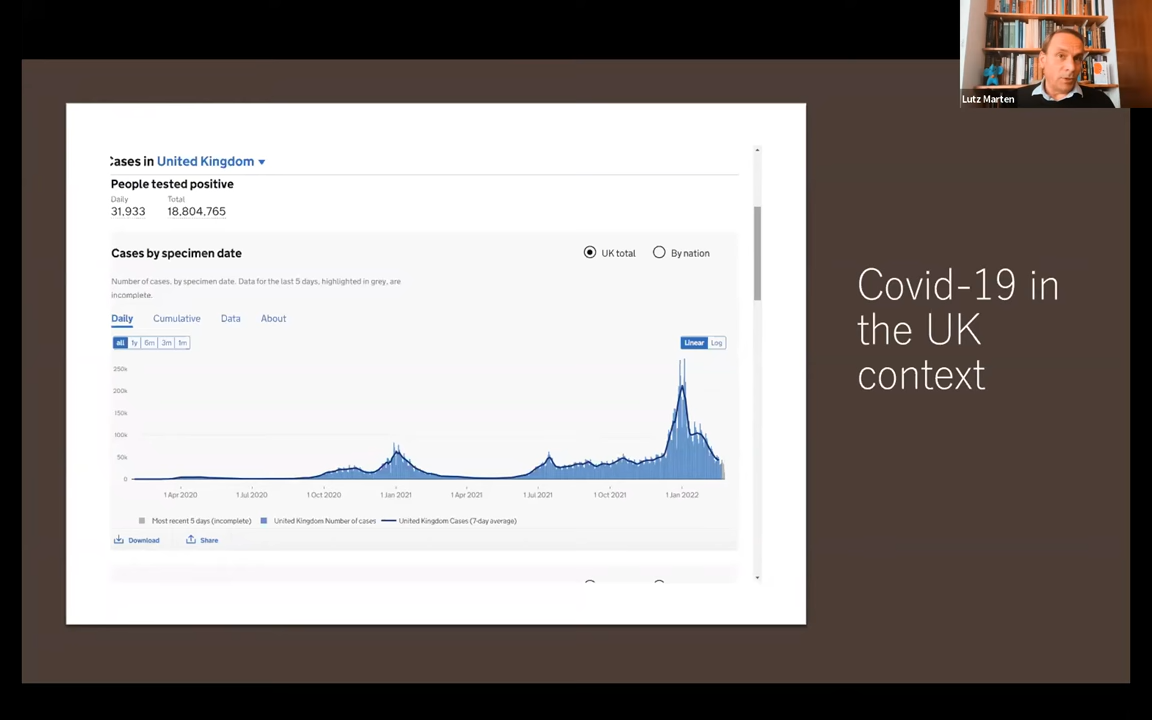 Lutz Marten
Cases in United Kingdom
People tested positive
Daily Total
31,933 18,804,765
Cases by specimen date
UK total By nation
Number of cases, by specimen date. Data for the last 5 days, highlighted in grey, are
incomplete.
Daily Cumulative Data About
all 1y 6m 3m 1m
Linear Log
250k
200k
150k
100k
50k
0
1 Apr 2020 1 Jul 2020 1 Oct 2020 1 Jan 2021 1 Apr 2021 1 Jul 2021 1 Oct 2021 1 Jan 2022
Most recent 5 days (incomplete) United Kingdom Number of cases United Kingdom Cases (7-day average)
Download Share
Covid-19 in
the UK
context